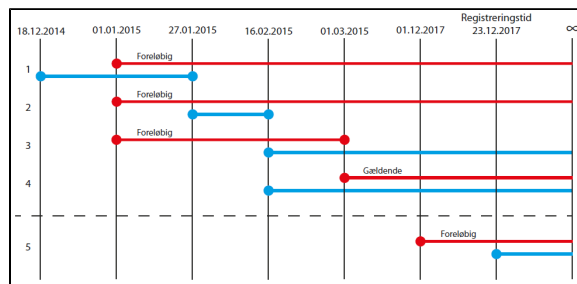 Registreringstid
18.12.2014 01.01.2015 27.01.2015 16.02.2015 01.03.2015 01.12.2017 23.12.2017 ∞
Foreløbig
1
Foreløbig
2
Foreløbig
3
Gældende
4
Foreløbig
5